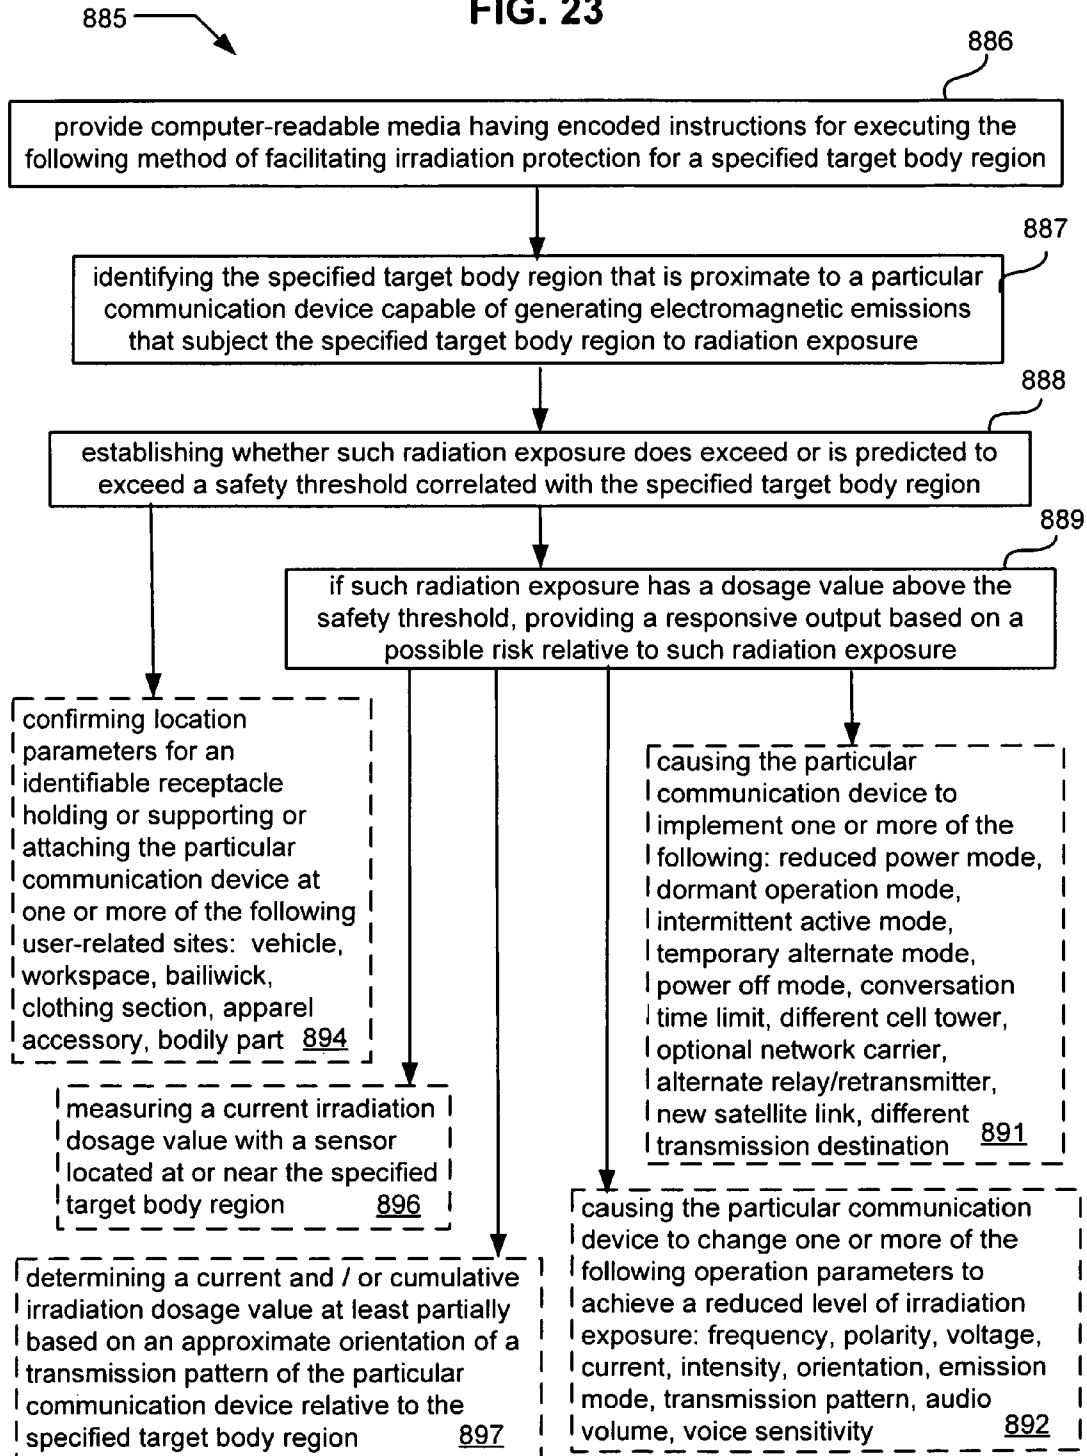 FIG. 23
885
886
provide computer-readable media having encoded instructions for executing the
following method of facilitating irradiation protection for a specified target body region
887
identifying the specified target body region that is proximate to a particular
communication device capable of generating electromagnetic emissions
that subject the specified target body region to radiation exposure
888
establishing whether such radiation exposure does exceed or is predicted to
exceed a safety threshold correlated with the specified target body region
889
if such radiation exposure has a dosage value above the
safety threshold, providing a responsive output based on a
possible risk relative to such radiation exposure
confirming location
parameters for an
identifiable receptacle
holding or supporting or
attaching the particular
communication device at
one or more of the following
user-related sites: vehicle,
workspace, bailiwick,
clothing section, apparel
accessory, bodily part 894
causing the particular
communication device to
implement one or more of the
following: reduced power mode,
dormant operation mode,
intermittent active mode,
temporary alternate mode,
power off mode, conversation
time limit, different cell tower,
optional network carrier,
alternate relay/retransmitter,
new satellite link, different
transmission destination 891
measuring a current irradiation
dosage value with a sensor
located at or near the specified
target body region 896
causing the particular communication
device to change one or more of the
following operation parameters to
achieve a reduced level of irradiation
exposure: frequency, polarity, voltage,
current, intensity, orientation, emission
mode, transmission pattern, audio
volume, voice sensitivity 892
determining a current and / or cumulative
irradiation dosage value at least partially
based on an approximate orientation of a
transmission pattern of the particular
communication device relative to the
specified target body region 897